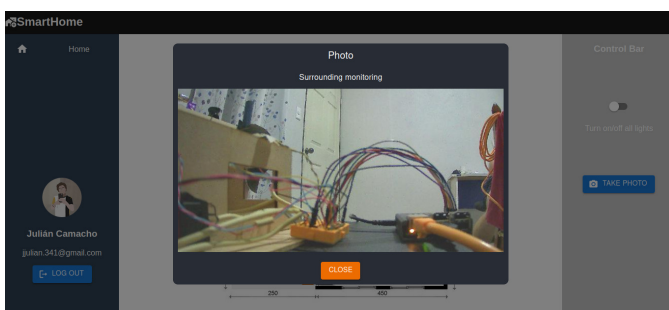 SmartHome
Home
Julián Camacho
jjulian.341@gmail.com
LOG OUT
Photo
Surrounding monitoring
CLOSE
250
450
Control Bar
Turn on/off all lights
TAKE PHOTO